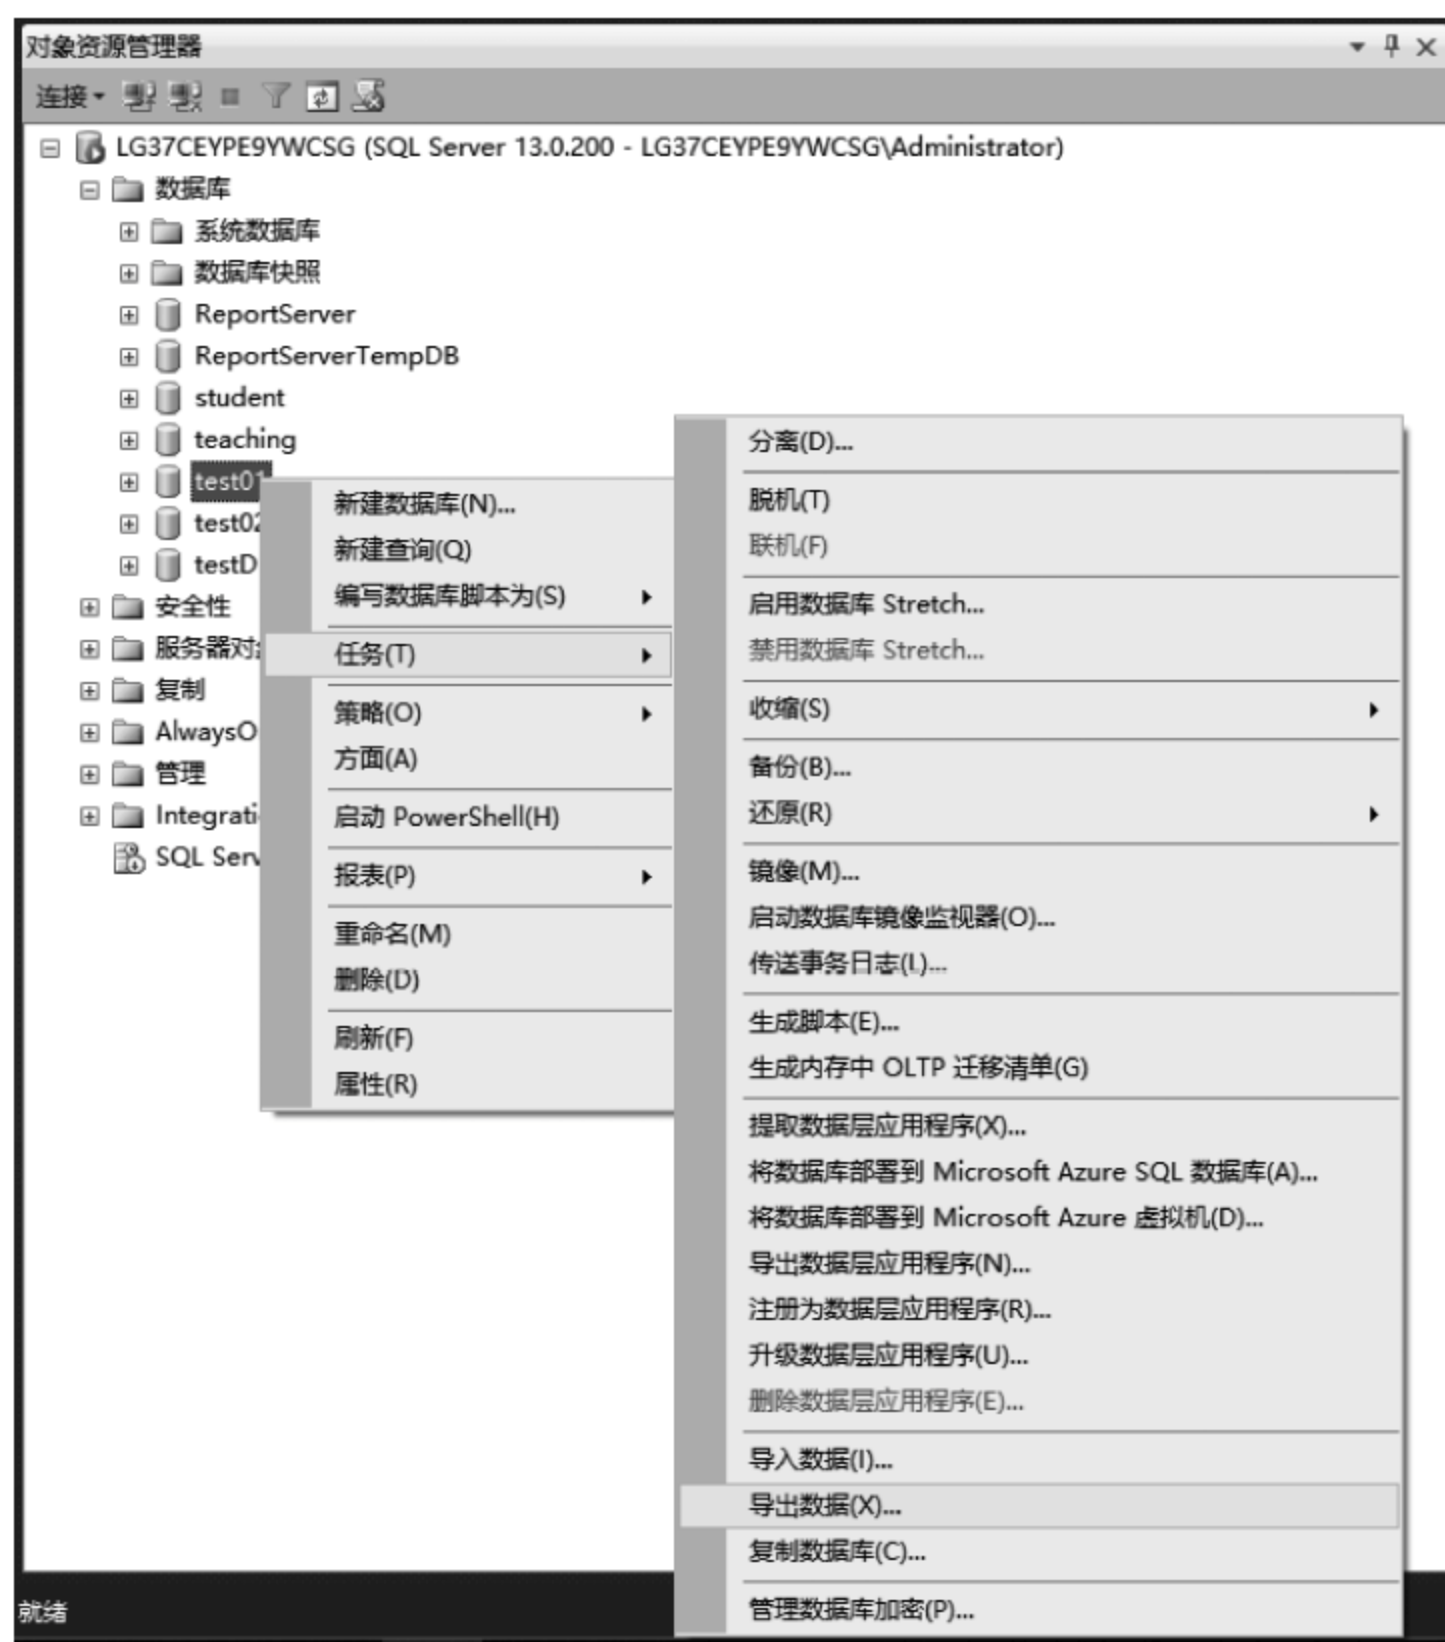 对象资源管理器
连接
LG37CEYPE9YWCSG (SQL Server 13.0.200 - LG37CEYPE9YWCSG\Administrator)
数据库
系统数据库
数据库快照
ReportServer
ReportServerTempDB
student
teaching
test01
test02
testD
安全性
服务器对
复制
AlwaysO
管理
Integrati
SQL Serv
新建数据库(N)...
新建查询(Q)
编写数据库脚本为(S)
任务(T)
策略(O)
方面(A)
启动 PowerShell(H)
报表(P)
重命名(M)
删除(D)
刷新(F)
属性(R)
分离(D)...
脱机(T)
联机(F)
启用数据库 Stretch...
禁用数据库 Stretch...
收缩(S)
备份(B)...
还原(R)
镜像(M)...
启动数据库镜像监视器(O)...
传送事务日志(L)...
生成脚本(E)...
生成内存中 OLTP 迁移清单(G)
提取数据层应用程序(X)...
将数据库部署到 Microsoft Azure SQL 数据库(A)...
将数据库部署到 Microsoft Azure 虚拟机(D)...
导出数据层应用程序(N)...
注册为数据层应用程序(R)...
升级数据层应用程序(U)...
删除数据层应用程序(E)...
导入数据(I)...
导出数据(X)...
复制数据库(C)...
管理数据库加密(P)...
就绪